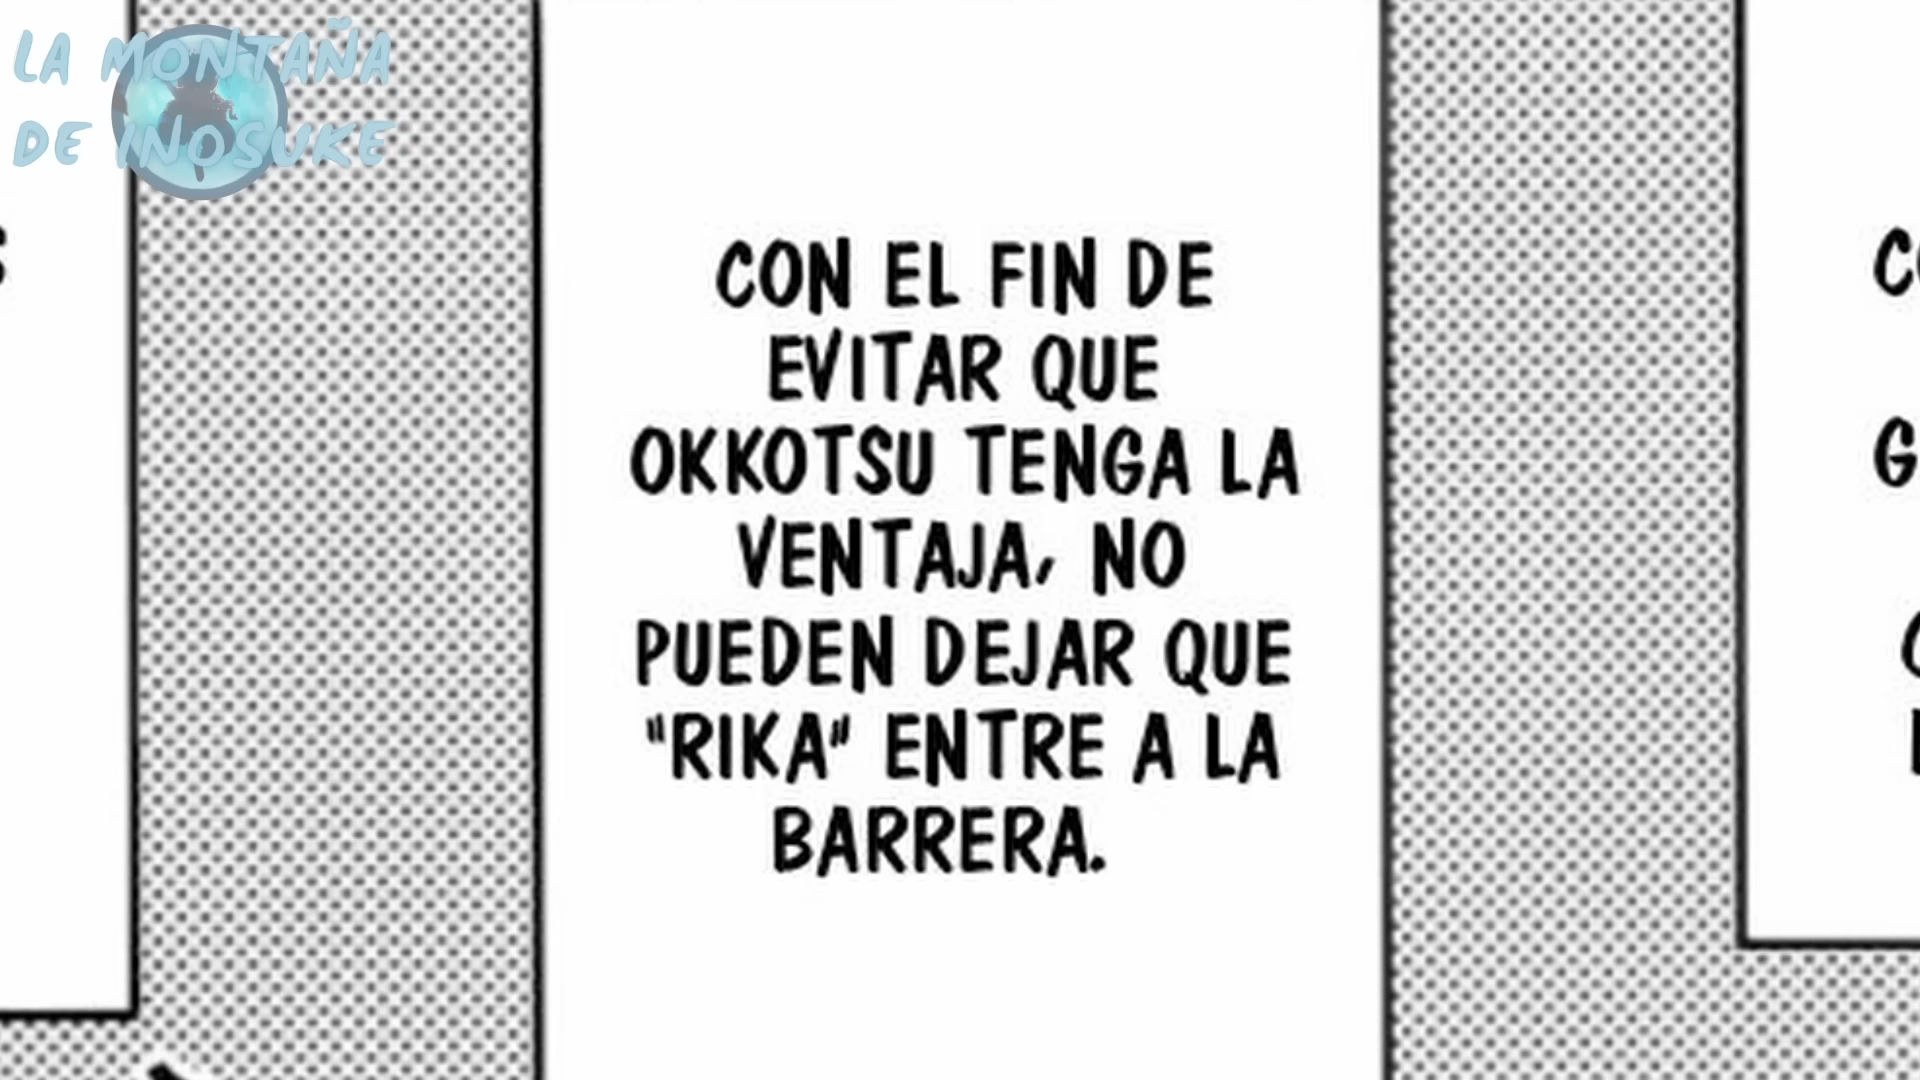 LA MONTAÑA
DE INOSUKE
CON EL FIN DE
EVITAR QUE
OKKOTSU TENGA LA
VENTAJA, NO
PUEDEN DEJAR QUE
"RIKA" ENTRE A LA
BARRERA.